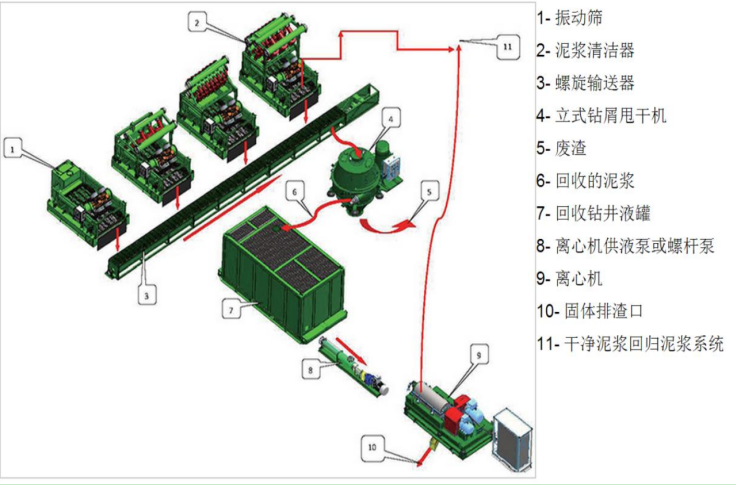 1- 振动筛
2- 泥浆清洁器
3- 螺旋输送器
4- 立式钻屑甩干机
5- 废渣
6- 回收的泥浆
7- 回收钻井液罐
8- 离心机供液泵或螺杆泵
9- 离心机
10- 固体排渣口
11- 干净泥浆回归泥浆系统
2
11
4
1
6
5
3
7
9
8
10